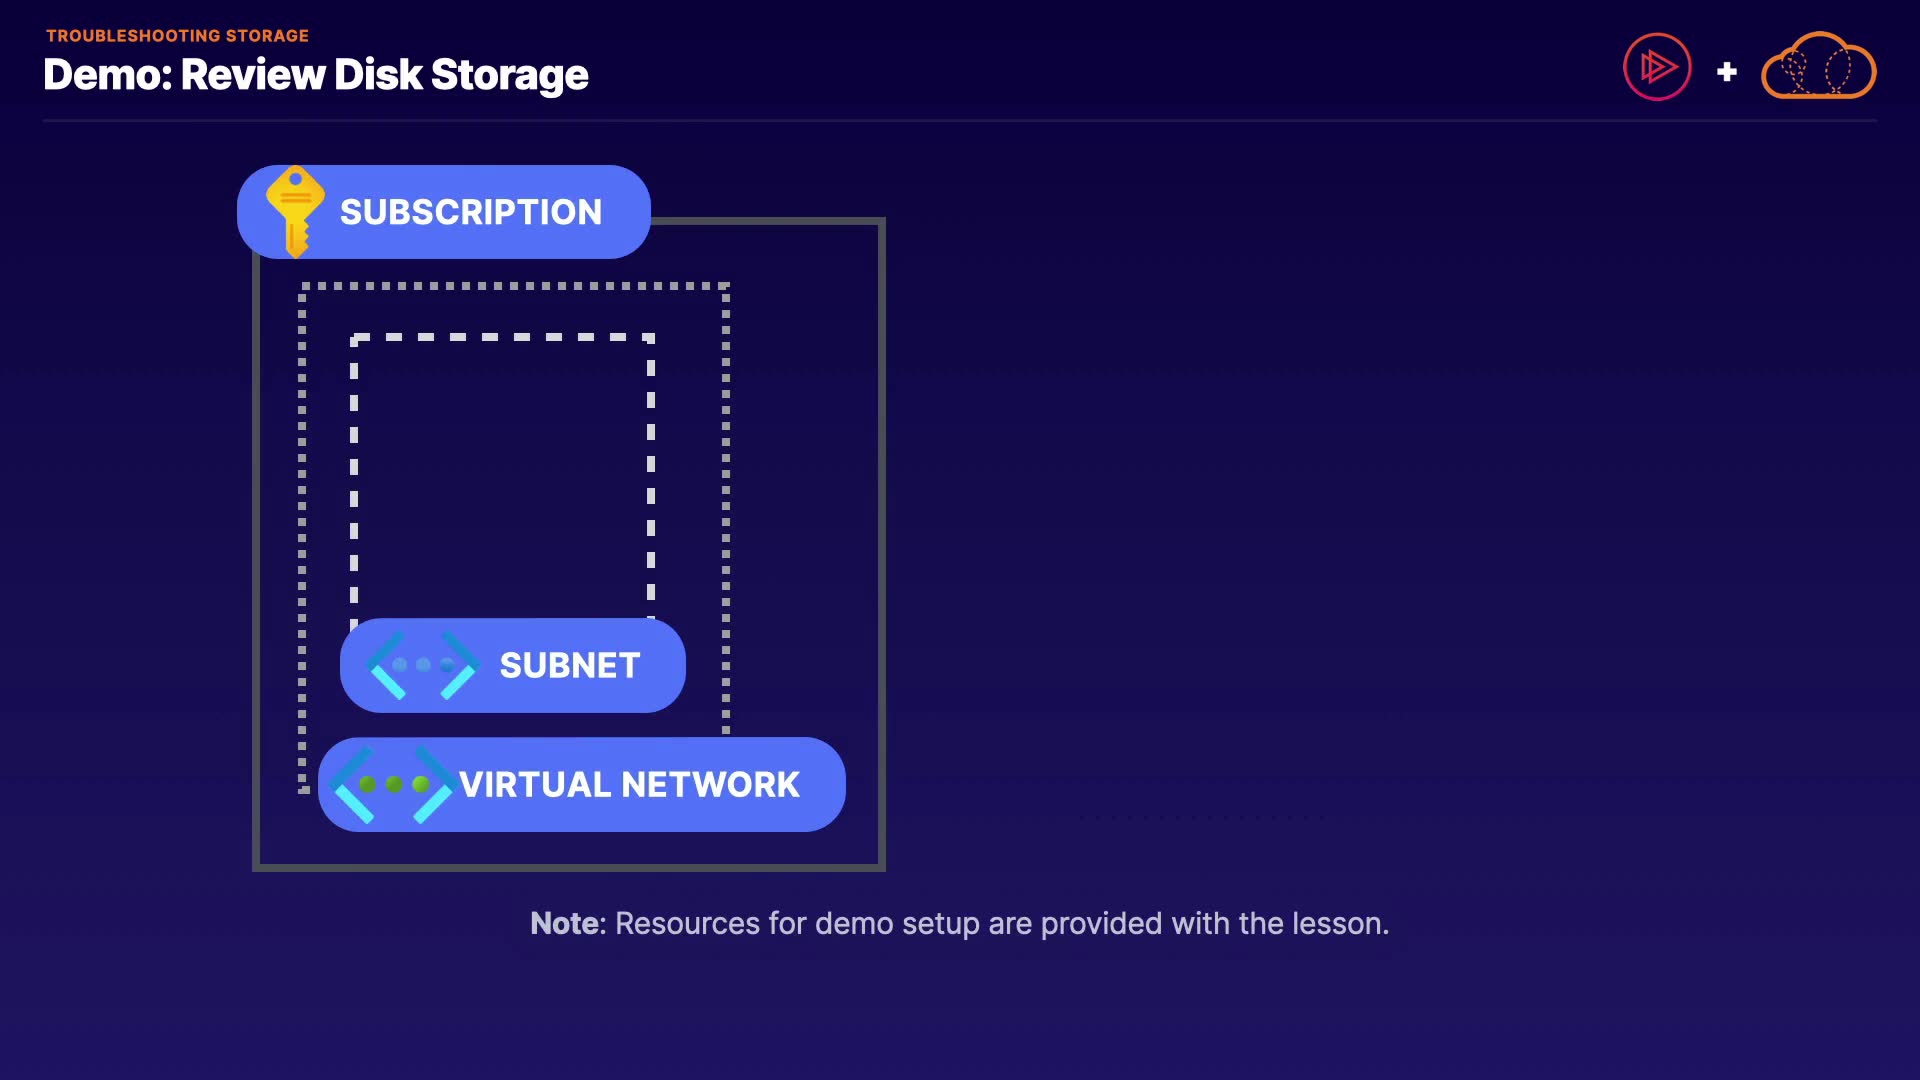 TROUBLESHOOTING STORAGE
Demo: Review Disk Storage
SUBSCRIPTION
SUBNET
VIRTUAL NETWORK
Note: Resources for demo setup are provided with the lesson.